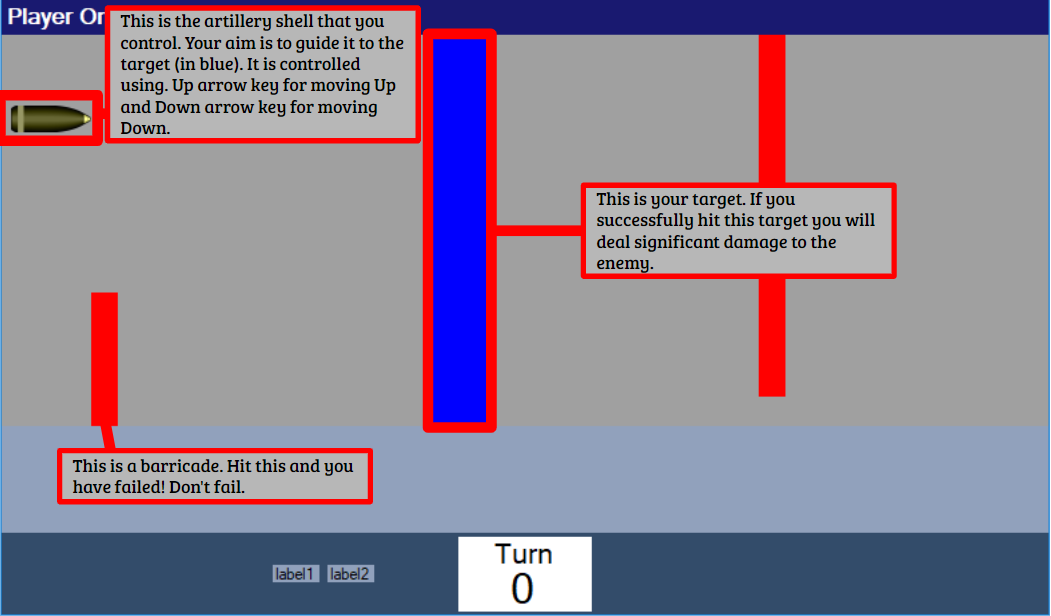 Player On
This is the artillery shell that you
control. Your aim is to guide it to the
target (in blue). It is controlled
using. Up arrow key for moving Up
and Down arrow key for moving
Down.
This is your target. If you
successfully hit this target you will
deal significant damage to the
enemy.
This is a barricade. Hit this and you
have failed! Don't fail.
label1 label2
Turn
0